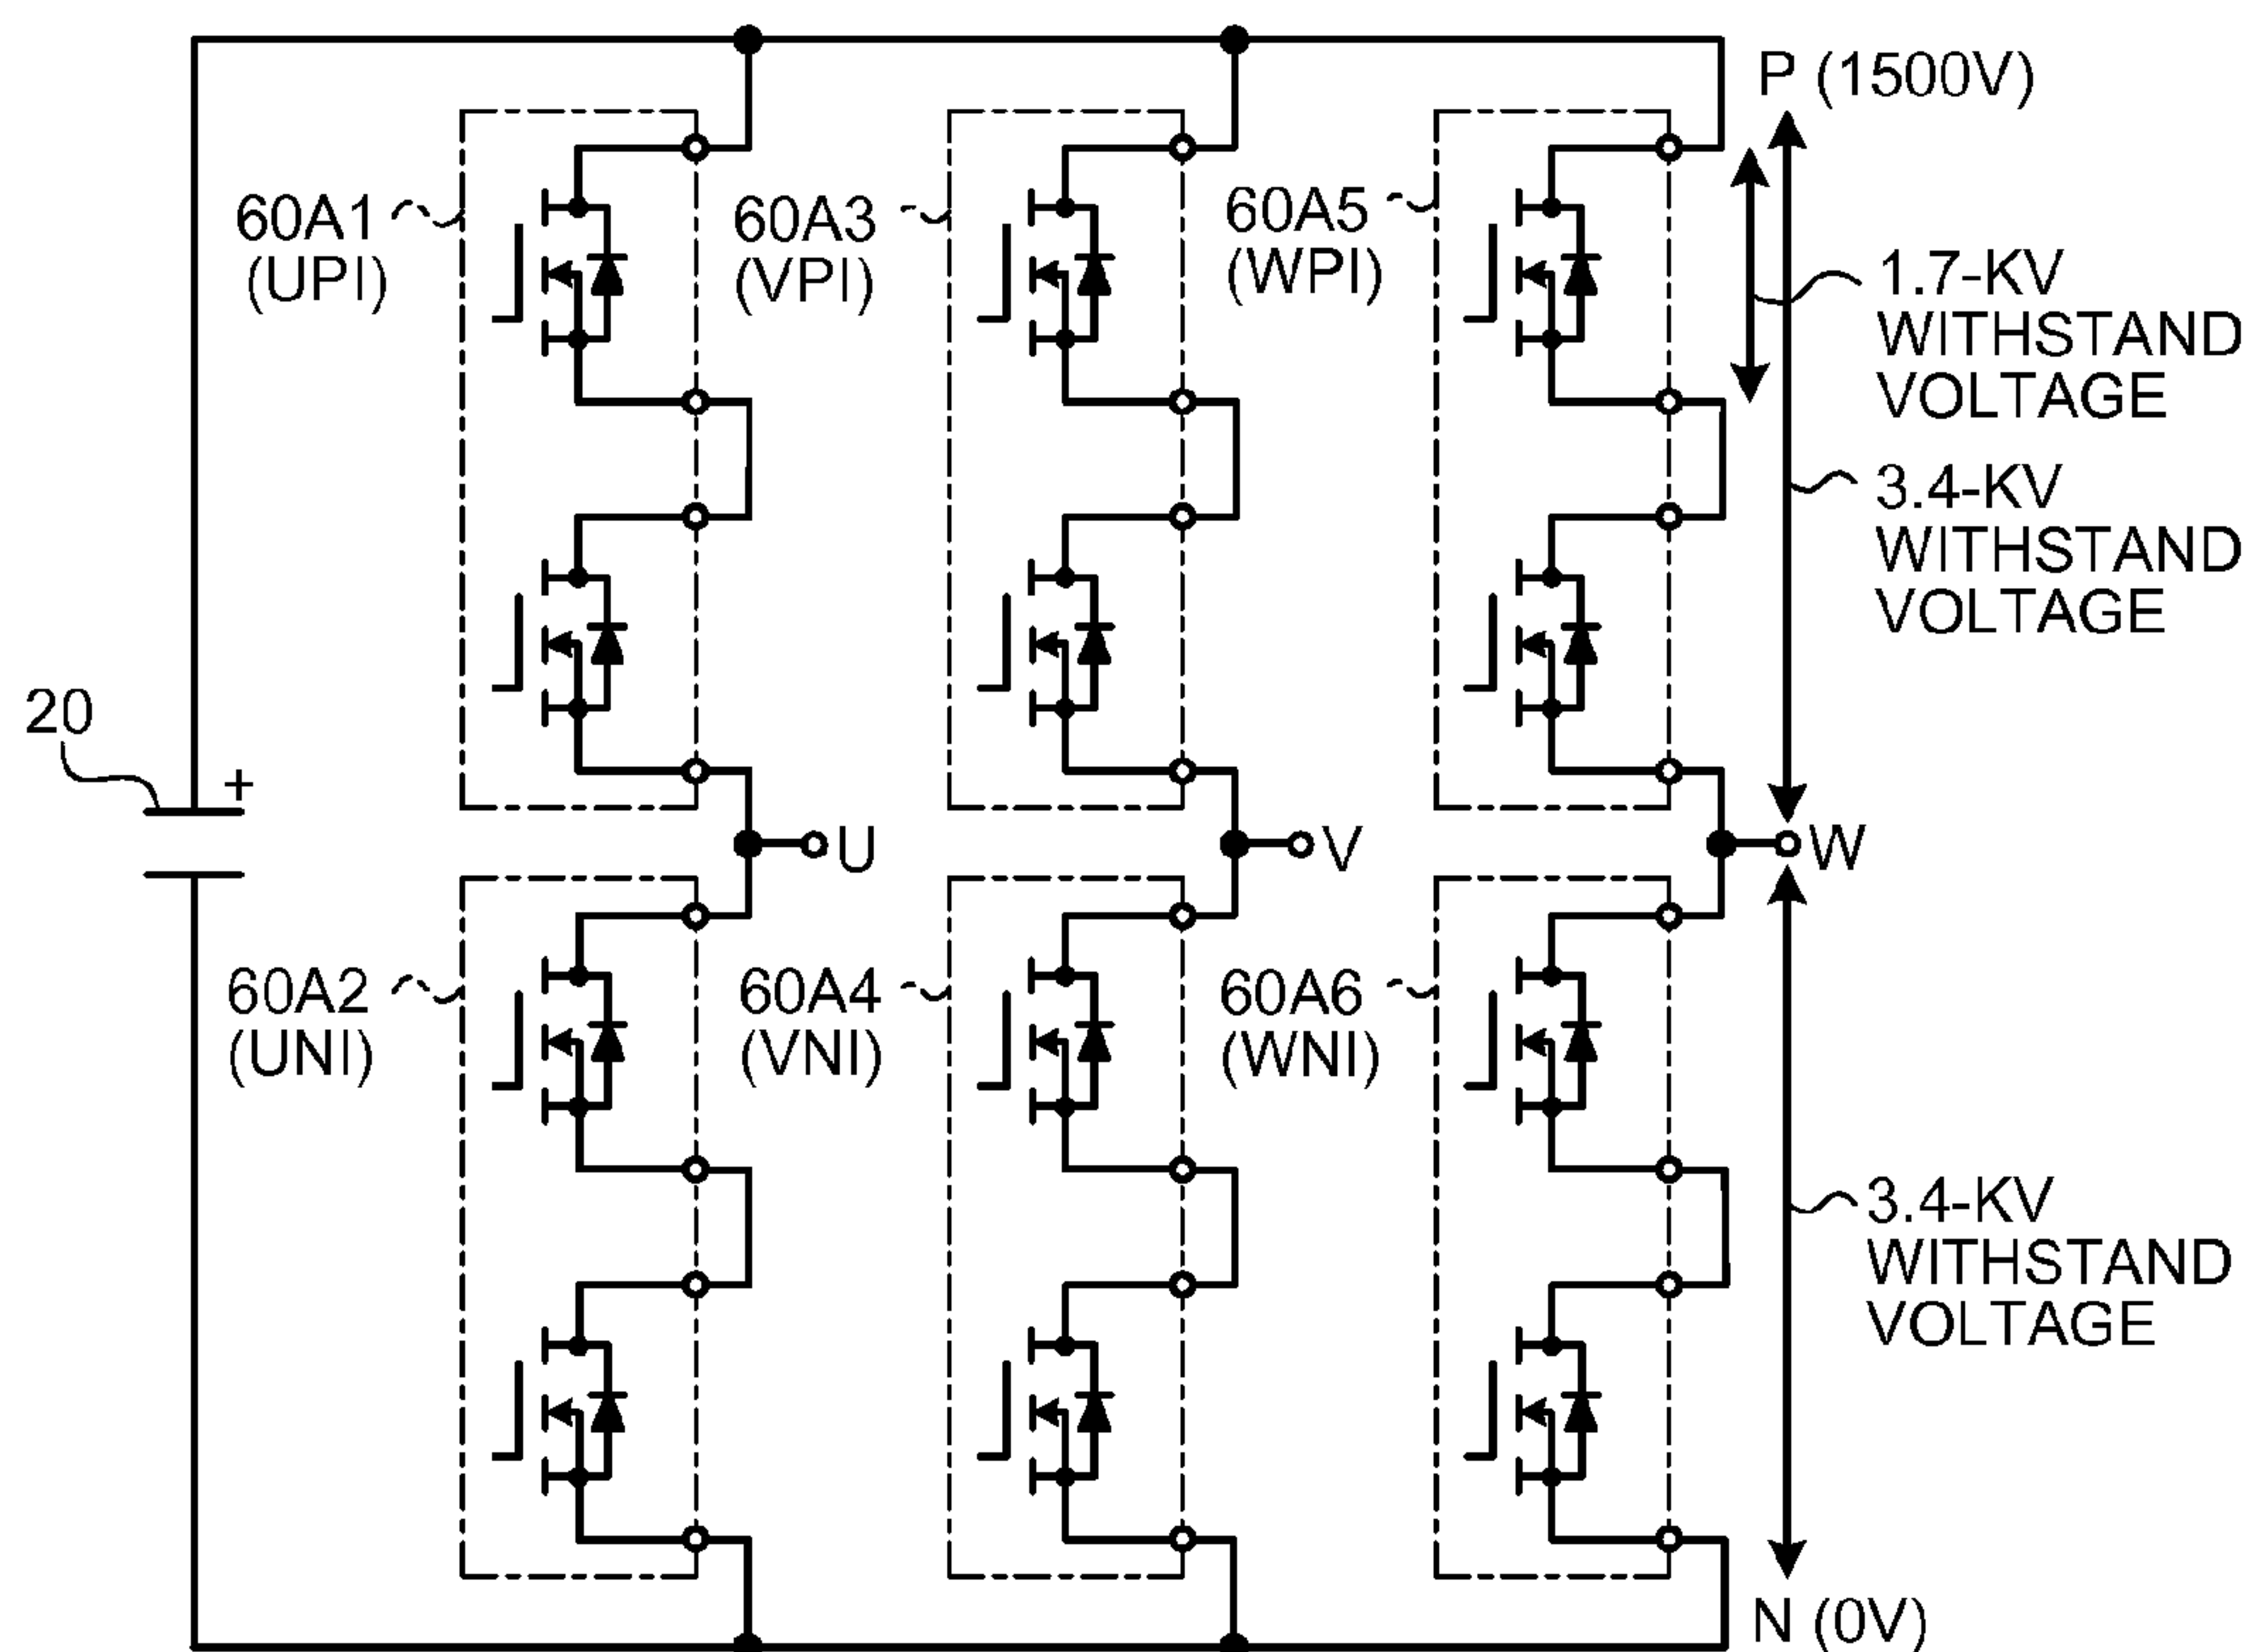 P (1500V)
60A1
(UPI)
60A3
(VPI)
60A5
(WPI)
1.7-KV
WITHSTAND
VOLTAGE
3.4-KV
WITHSTAND
VOLTAGE
20
+
U
V
W
60A2
(UNI)
60A4
(VNI)
60A6
(WNI)
3.4-KV
WITHSTAND
VOLTAGE
N (0V)